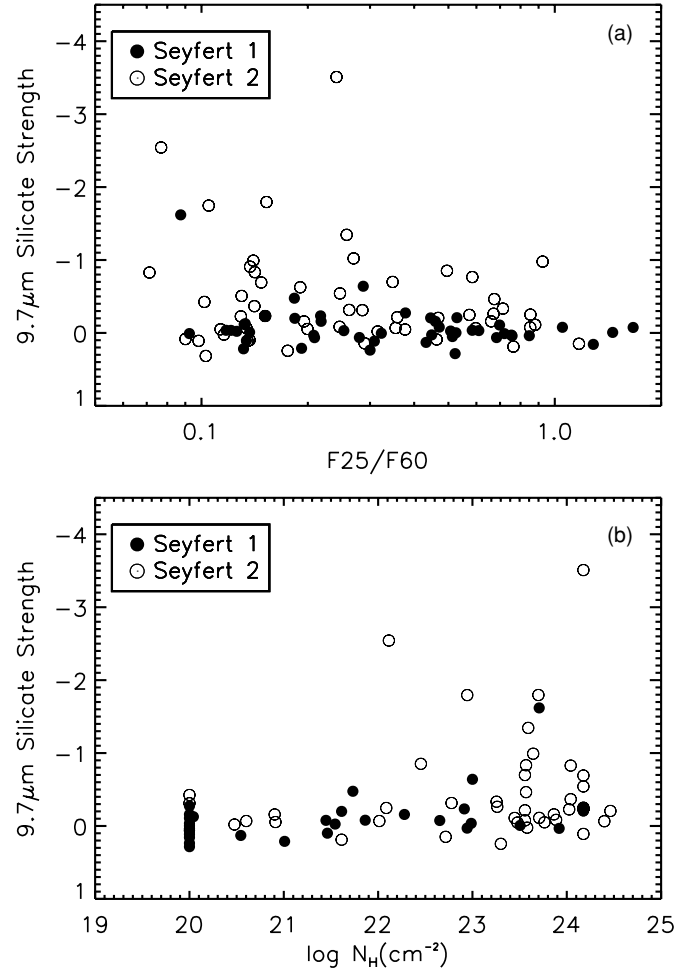 (a)
Seyfert 1
Seyfert 2
−4
−3
−2
−1
0
1
9.7μm Silicate Strength
0.1
1.0
F25/F60
(b)
Seyfert 1
Seyfert 2
−4
−3
−2
−1
0
1
9.7μm Silicate Strength
19
20
21
22
23
24
25
log N_H(cm⁻²)